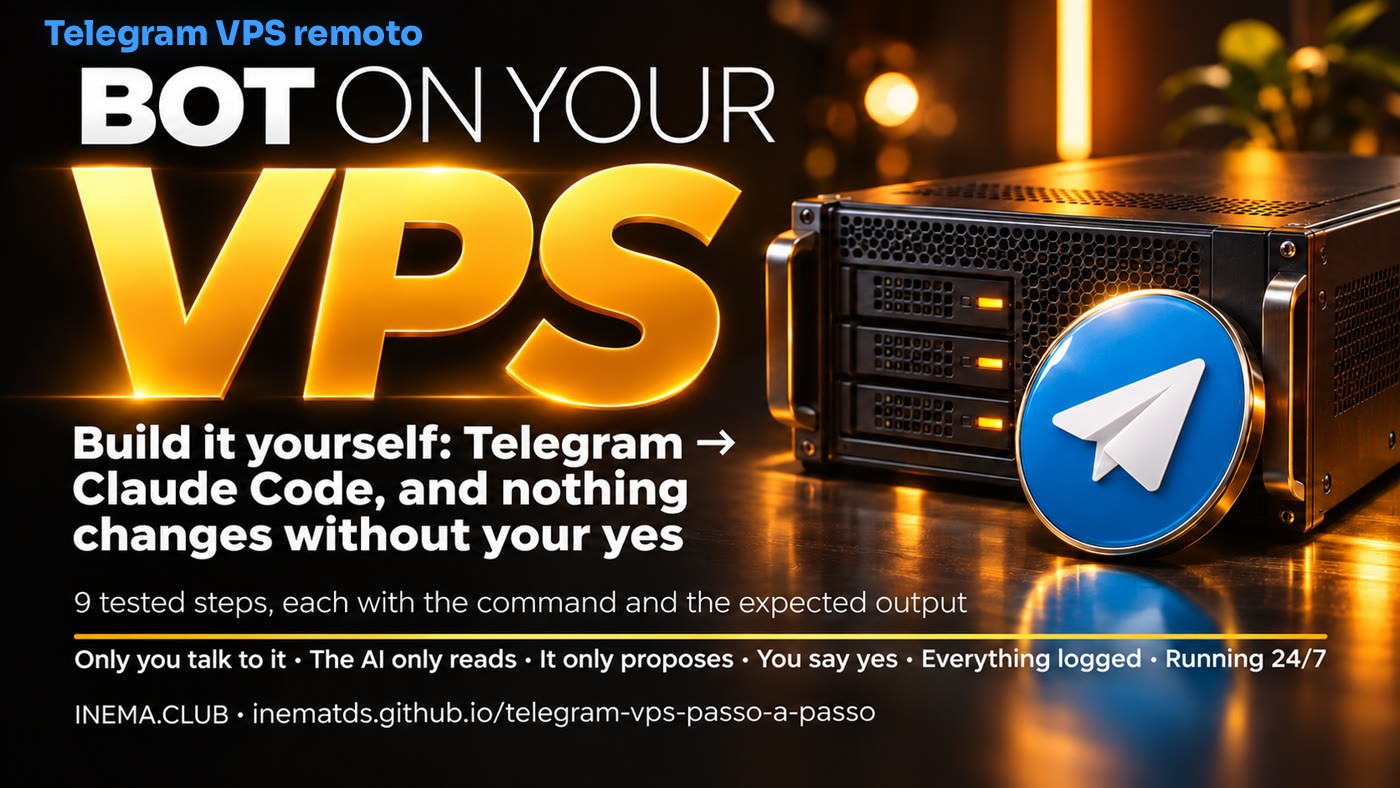 Telegram VPS remoto
BOT ON YOUR
VPS
Build it yourself: Telegram →
Claude Code, and nothing
changes without your yes
9 tested steps, each with the command and the expected output
Only you talk to it • The AI only reads • It only proposes • You say yes • Everything logged • Running 24/7
INEMA.CLUB • inematds.github.io/telegram-vps-passo-a-passo